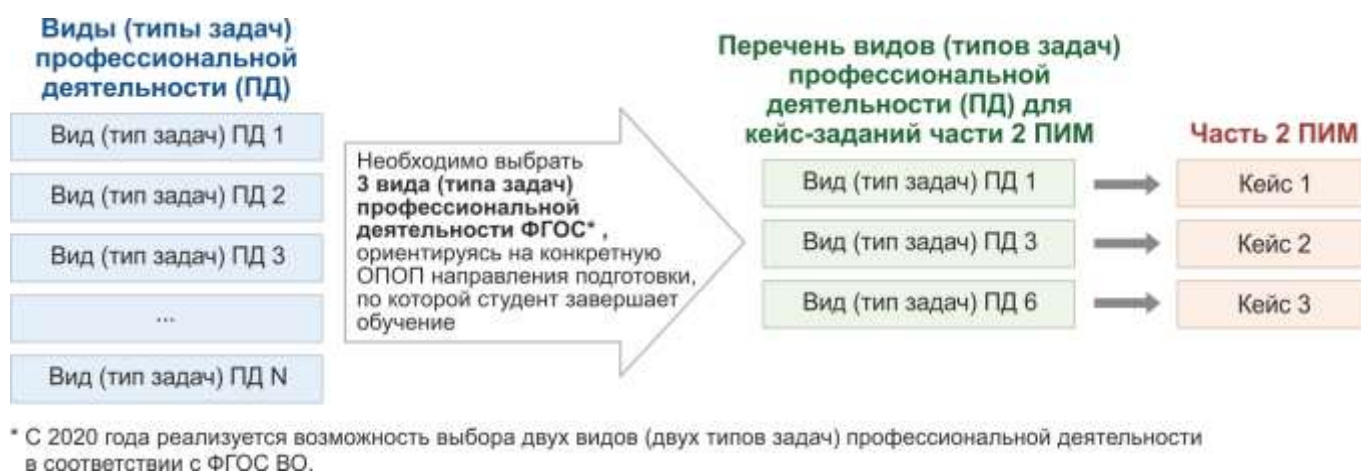 Виды (типы задач)
профессиональной
деятельности (ПД)
Вид (тип задач) ПД 1
Вид (тип задач) ПД 2
Вид (тип задач) ПД 3
...
Вид (тип задач) ПД N
Необходимо выбрать
3 вида (типа задач)
профессиональной
деятельности ФГОС* ,
ориентируясь на конкретную
ОПОП направления подготовки,
по которой студент завершает
обучение
Перечень видов (типов задач)
профессиональной
деятельности (ПД) для
кейс-заданий части 2 ПИМ
Вид (тип задач) ПД 1
Вид (тип задач) ПД 3
Вид (тип задач) ПД 6
Часть 2 ПИМ
Кейс 1
Кейс 2
Кейс 3
* С 2020 года реализуется возможность выбора двух видов (двух типов задач) профессиональной деятельности
в соответствии с ФГОС ВО.